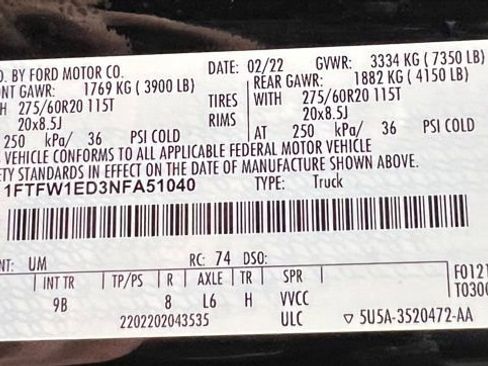 D. BY FORD MOTOR CO.
DATE: 02/22 GVWR: 3334 KG (7350 LB)
NT GAWR: 1769 KG (3900 LB)
REAR GAWR: 1882 KG (4150 LB)
H 275/60R20 115T TIRES WITH 275/60R20 115T
20x8.5J RIMS 20x8.5J
250 kPa/ 36 PSI COLD AT 250 kPa/ 36 PSI COLD
VEHICLE CONFORMS TO ALL APPLICABLE FEDERAL MOTOR VEHICLE
TY STANDARDS IN EFFECT ON THE DATE OF MANUFACTURE SHOWN ABOVE.
1FTFW1ED3NFA51040 TYPE: Truck
NT: UM RC: 74 DSO:
INT TR TP/PS R AXLE TR SPR
9B 8 L6 H VVCC
2202202043535 ULC
F0121
T0300
▽ 5U5A-3520472-AA